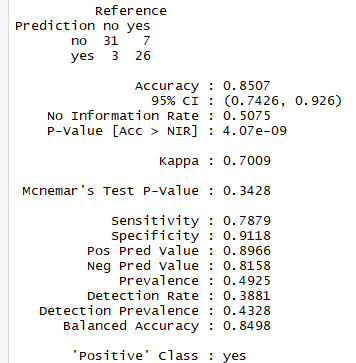 Reference
Prediction no yes
no 31 7
yes 3 26
Accuracy : 0.8507
95% CI : (0.7426, 0.926)
No Information Rate : 0.5075
P-Value [Acc > NIR] : 4.07e-09
Kappa : 0.7009
Mcnemar's Test P-Value : 0.3428
Sensitivity : 0.7879
Specificity : 0.9118
Pos Pred Value : 0.8966
Neg Pred Value : 0.8158
Prevalence : 0.4925
Detection Rate : 0.3881
Detection Prevalence : 0.4328
Balanced Accuracy : 0.8498
'Positive' Class : yes